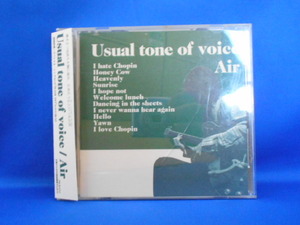 Usual tone of voice
Air
I hate Chopin
Honey Cow
Heavenly
Sunrise
I hope not
Welcome lunch
Dancing in the sheets
I never wanna hear again
Hello
Yawn
I love Chopin
Usual tone of voice / Air